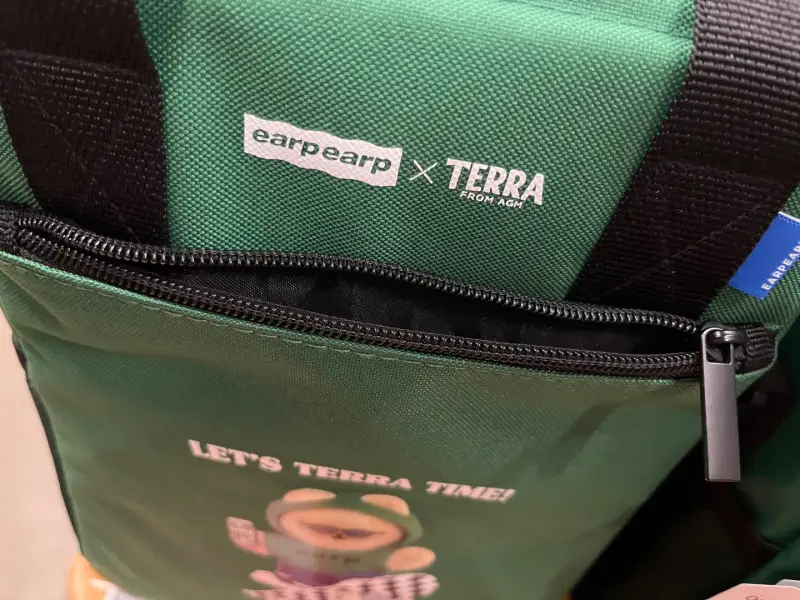 earpearp × TERRA
FROM AGM
EARPEARP
LET'S TERRA TIME!